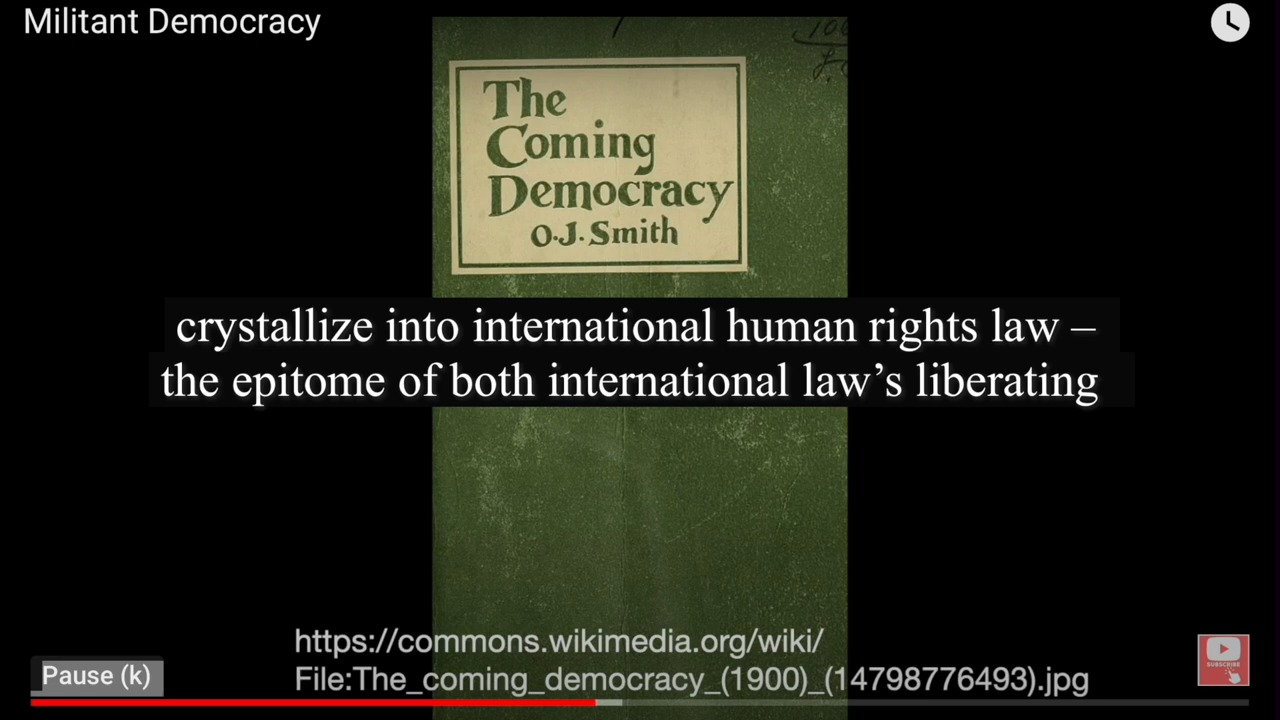 Militant Democracy
The
Coming
Democracy
O.J. Smith
crystallize into international human rights law –
the epitome of both international law’s liberating
https://commons.wikimedia.org/wiki/
File:The_coming_democracy_(1900)_(14798776493).jpg
Pause (k)
SUBSCRIBE